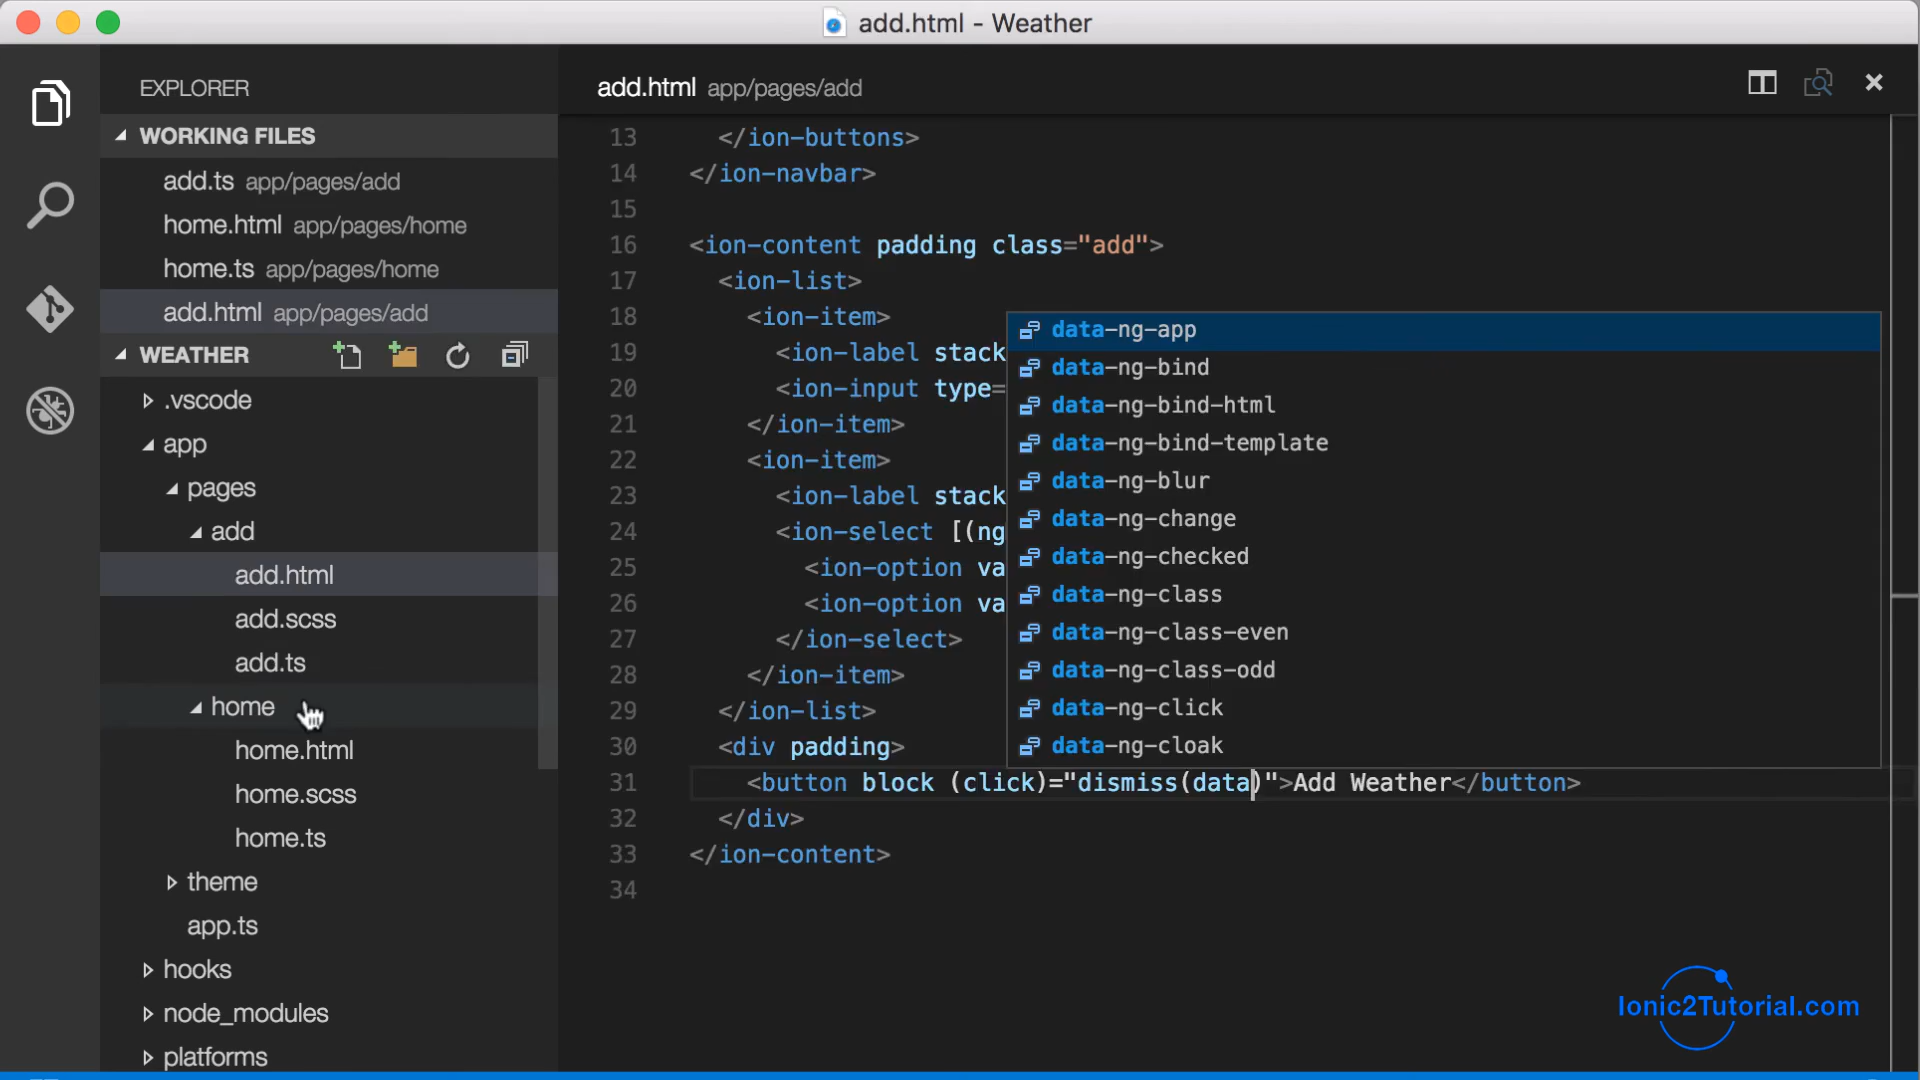 add.html - Weather
EXPLORER
WORKING FILES
add.ts app/pages/add
home.html app/pages/home
home.ts app/pages/home
add.html app/pages/add
WEATHER
.vscode
app
pages
add
add.html
add.scss
add.ts
home
home.html
home.scss
home.ts
theme
app.ts
hooks
node_modules
platforms
add.html app/pages/add
13 </ion-buttons>
14 </ion-navbar>
15
16 <ion-content padding class="add">
17 <ion-list>
18 <ion-item>
19 <ion-label stack
20 <ion-input type=
21 </ion-item>
22 <ion-item>
23 <ion-label stack
24 <ion-select [(ng
25 <ion-option va
26 <ion-option va
27 </ion-select>
28 </ion-item>
29 </ion-list>
30 <div padding>
31 <button block (click)="dismiss(data)">Add Weather</button>
32 </div>
33 </ion-content>
34
data-ng-app
data-ng-bind
data-ng-bind-html
data-ng-bind-template
data-ng-blur
data-ng-change
data-ng-checked
data-ng-class
data-ng-class-even
data-ng-class-odd
data-ng-click
data-ng-cloak
Ionic2Tutorial.com